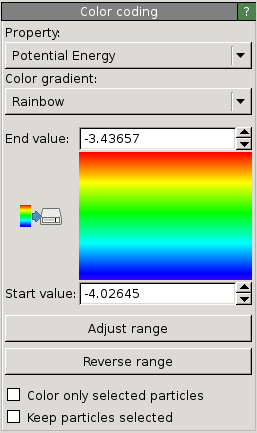 Color coding ?
Property:
Potential Energy
Color gradient:
Rainbow
End value: -3.43657
Start value: -4.02645
Adjust range
Reverse range
Color only selected particles
Keep particles selected